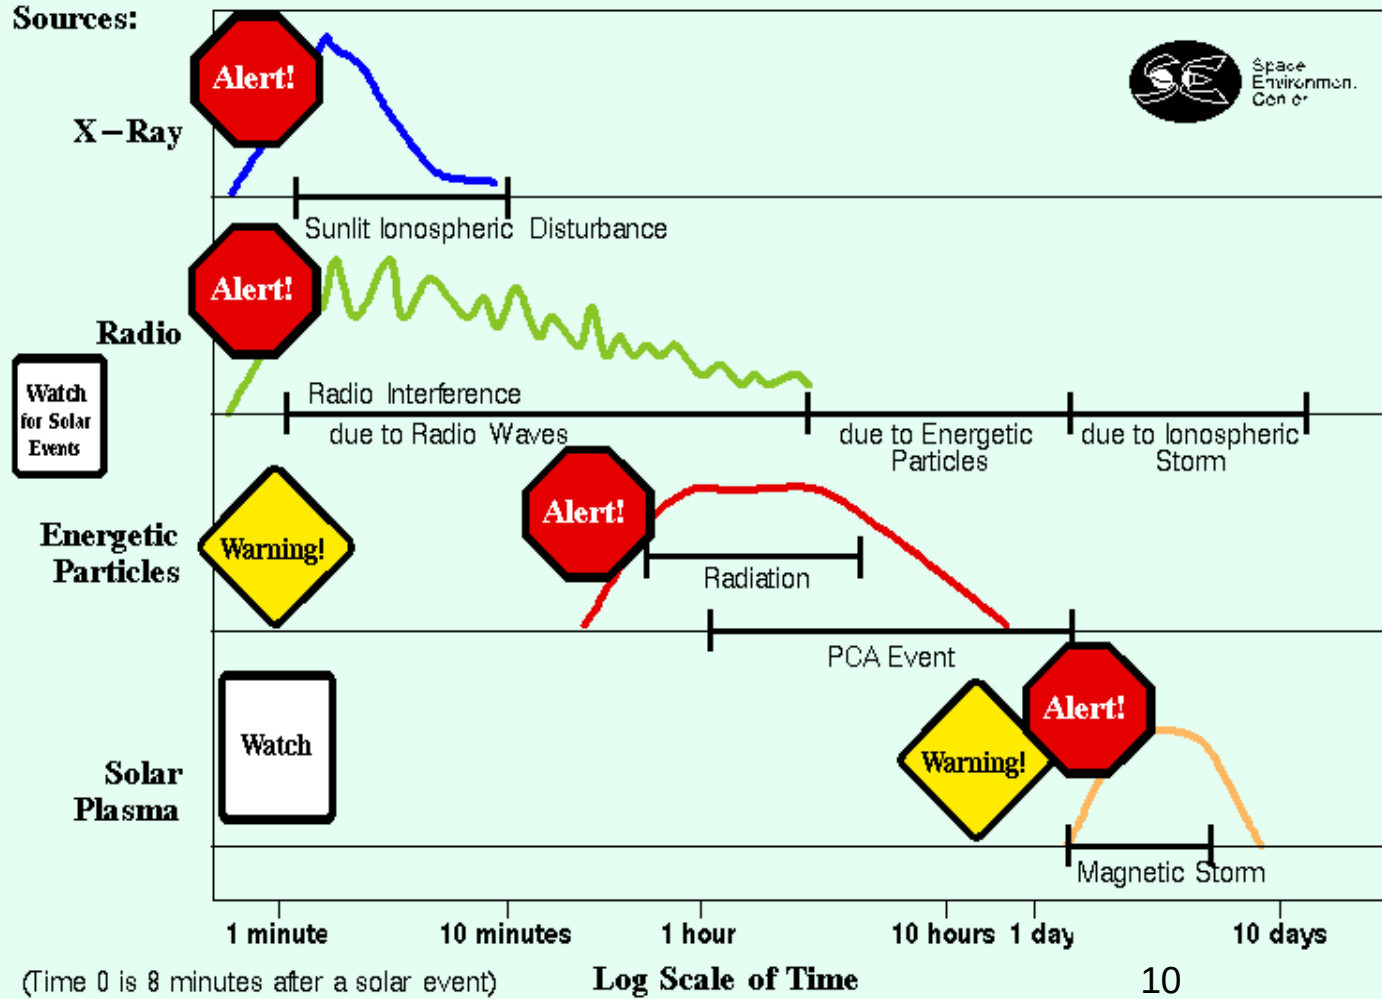 Sources:
Alert!
X–Ray
Space
Environment
Center
Sunlit Ionospheric Disturbance
Alert!
Radio
Watch
for Solar
Events
Radio Interference
due to Radio Waves
due to Energetic
Particles
due to Ionospheric
Storm
Energetic
Particles
Warning!
Alert!
Radiation
PCA Event
Solar
Plasma
Watch
Warning!
Alert!
Magnetic Storm
1 minute
10 minutes
1 hour
10 hours
1 day
10 days
(Time 0 is 8 minutes after a solar event)
Log Scale of Time
10